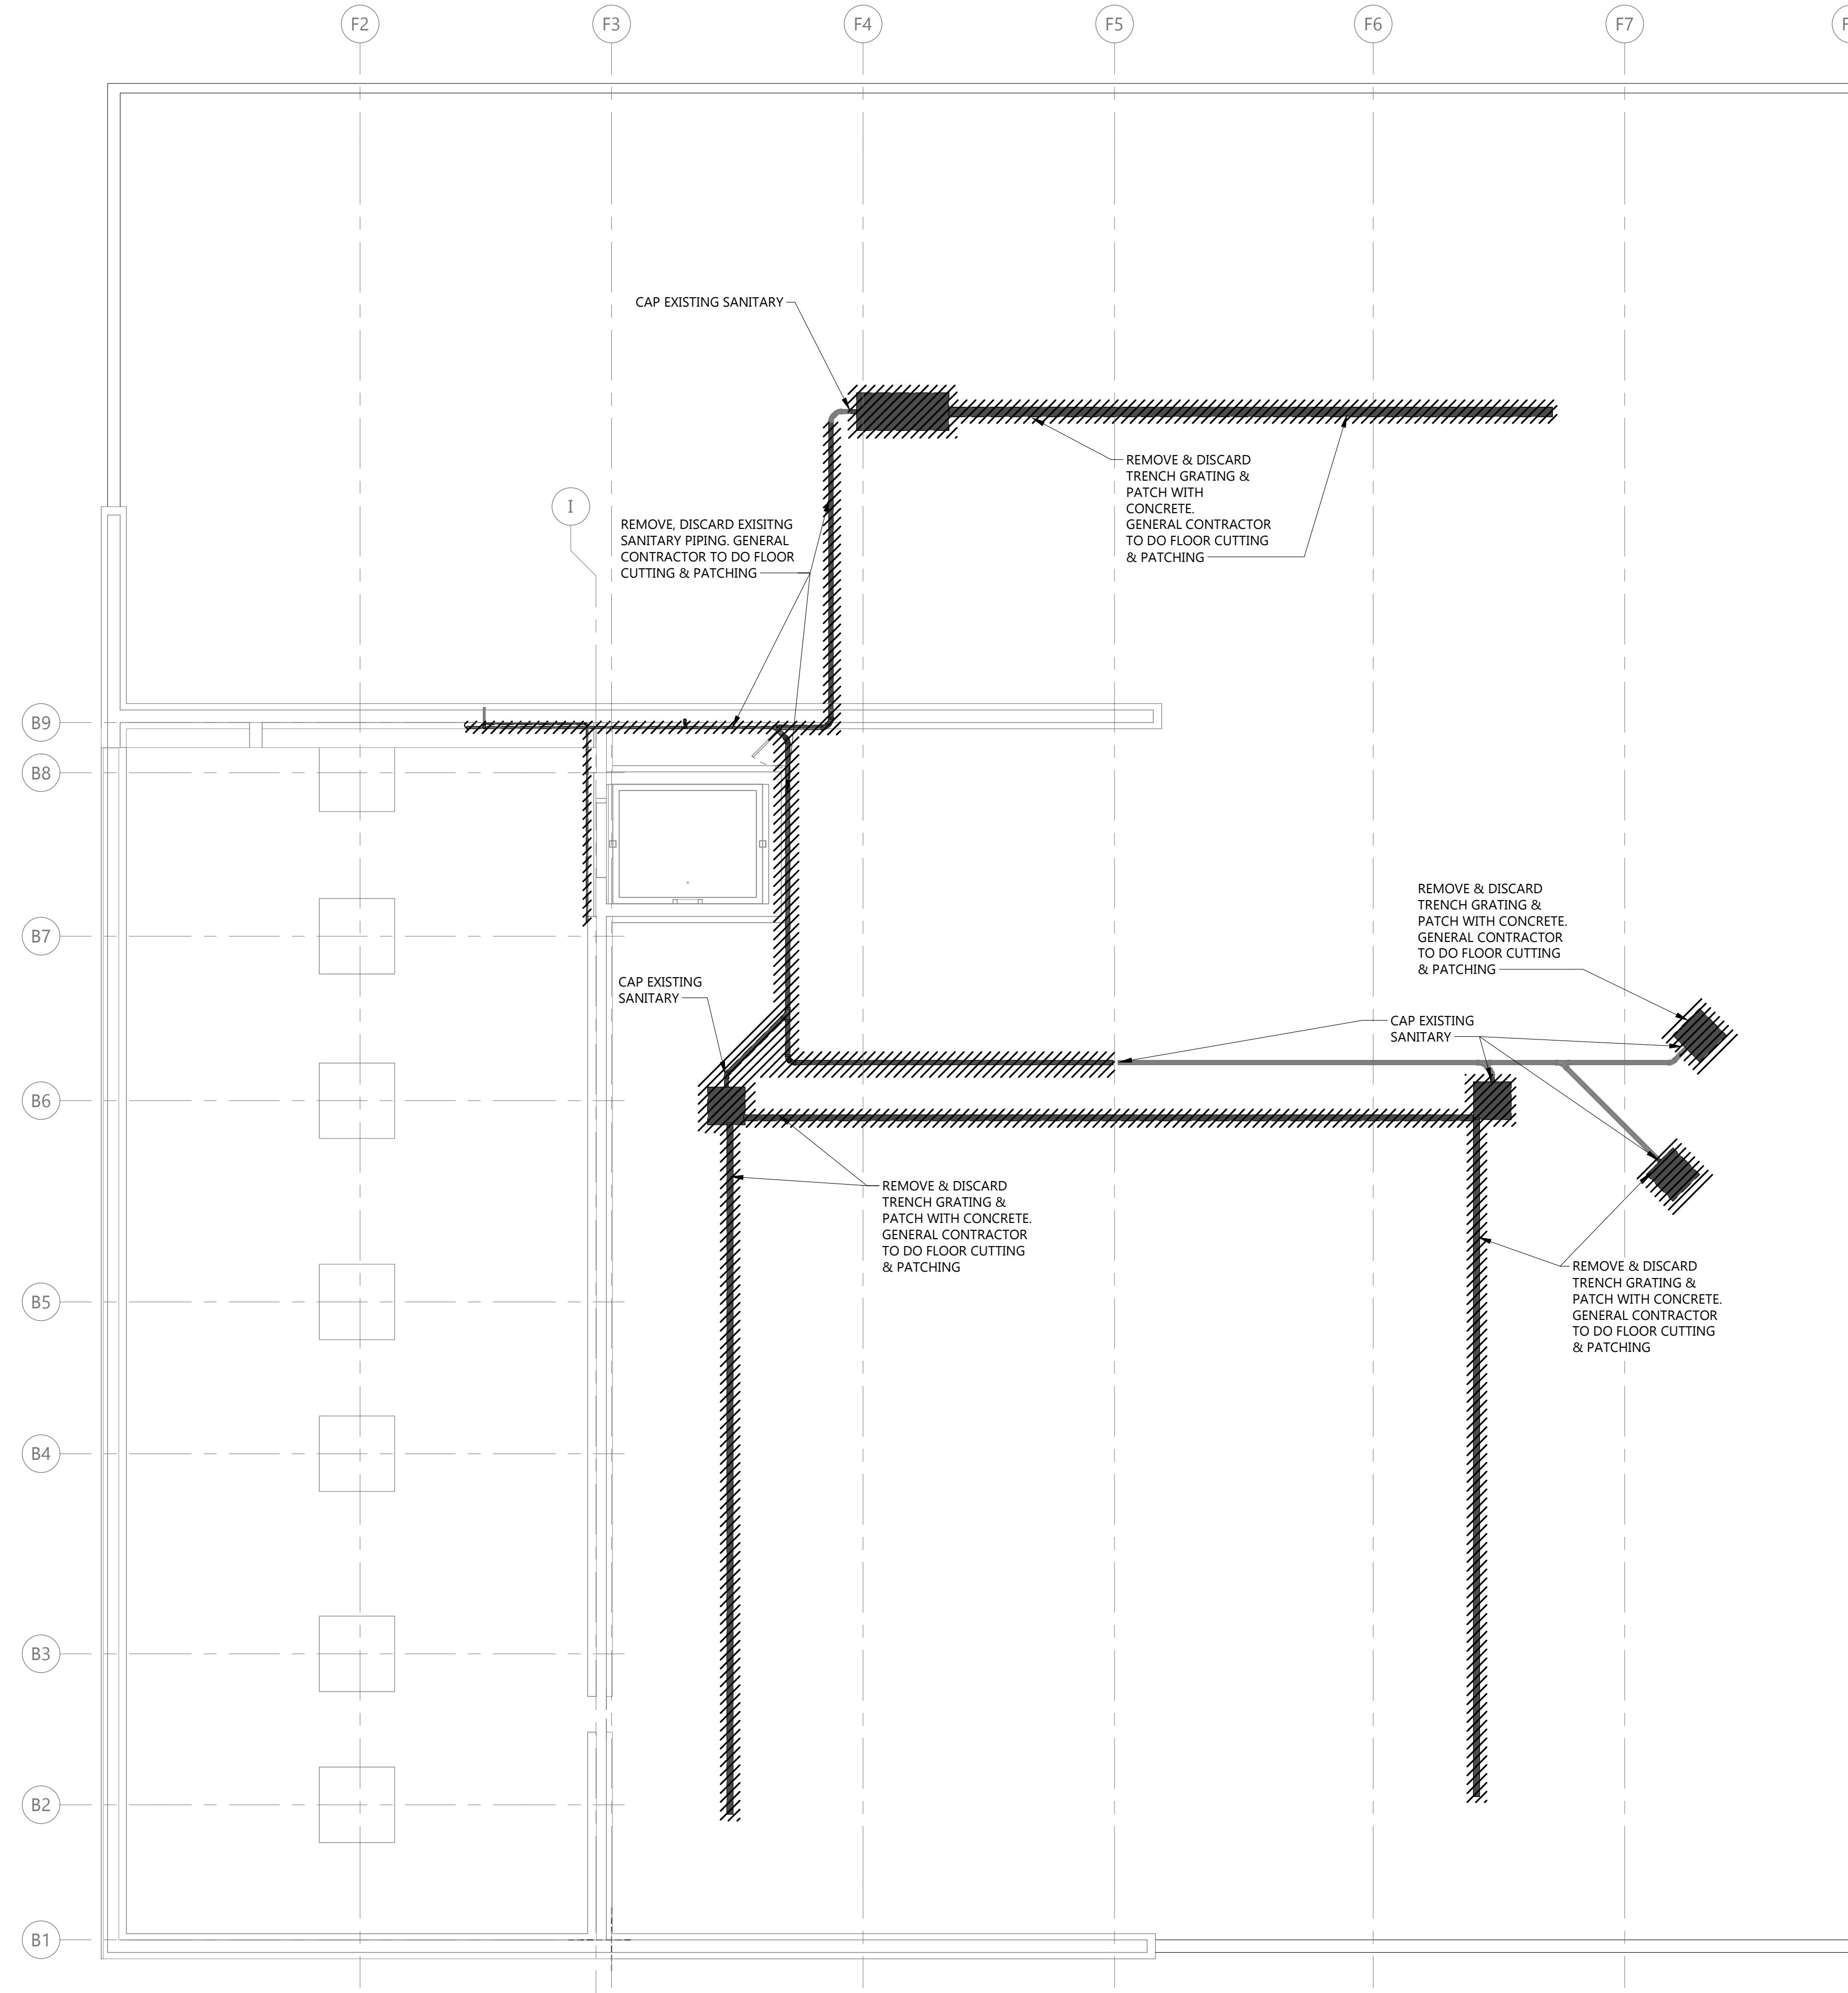 F2
F3
F4
F5
F6
F7
CAP EXISTING SANITARY
REMOVE & DISCARD
TRENCH GRATING &
PATCH WITH
CONCRETE.
GENERAL CONTRACTOR
TO DO FLOOR CUTTING
& PATCHING
I
REMOVE, DISCARD EXISITNG
SANITARY PIPING. GENERAL
CONTRACTOR TO DO FLOOR
CUTTING & PATCHING
B9
B8
REMOVE & DISCARD
TRENCH GRATING &
PATCH WITH CONCRETE.
GENERAL CONTRACTOR
TO DO FLOOR CUTTING
& PATCHING
B7
CAP EXISTING
SANITARY
CAP EXISTING
SANITARY
B6
REMOVE & DISCARD
TRENCH GRATING &
PATCH WITH CONCRETE.
GENERAL CONTRACTOR
TO DO FLOOR CUTTING
& PATCHING
REMOVE & DISCARD
TRENCH GRATING &
PATCH WITH CONCRETE.
GENERAL CONTRACTOR
TO DO FLOOR CUTTING
& PATCHING
B5
B4
B3
B2
B1